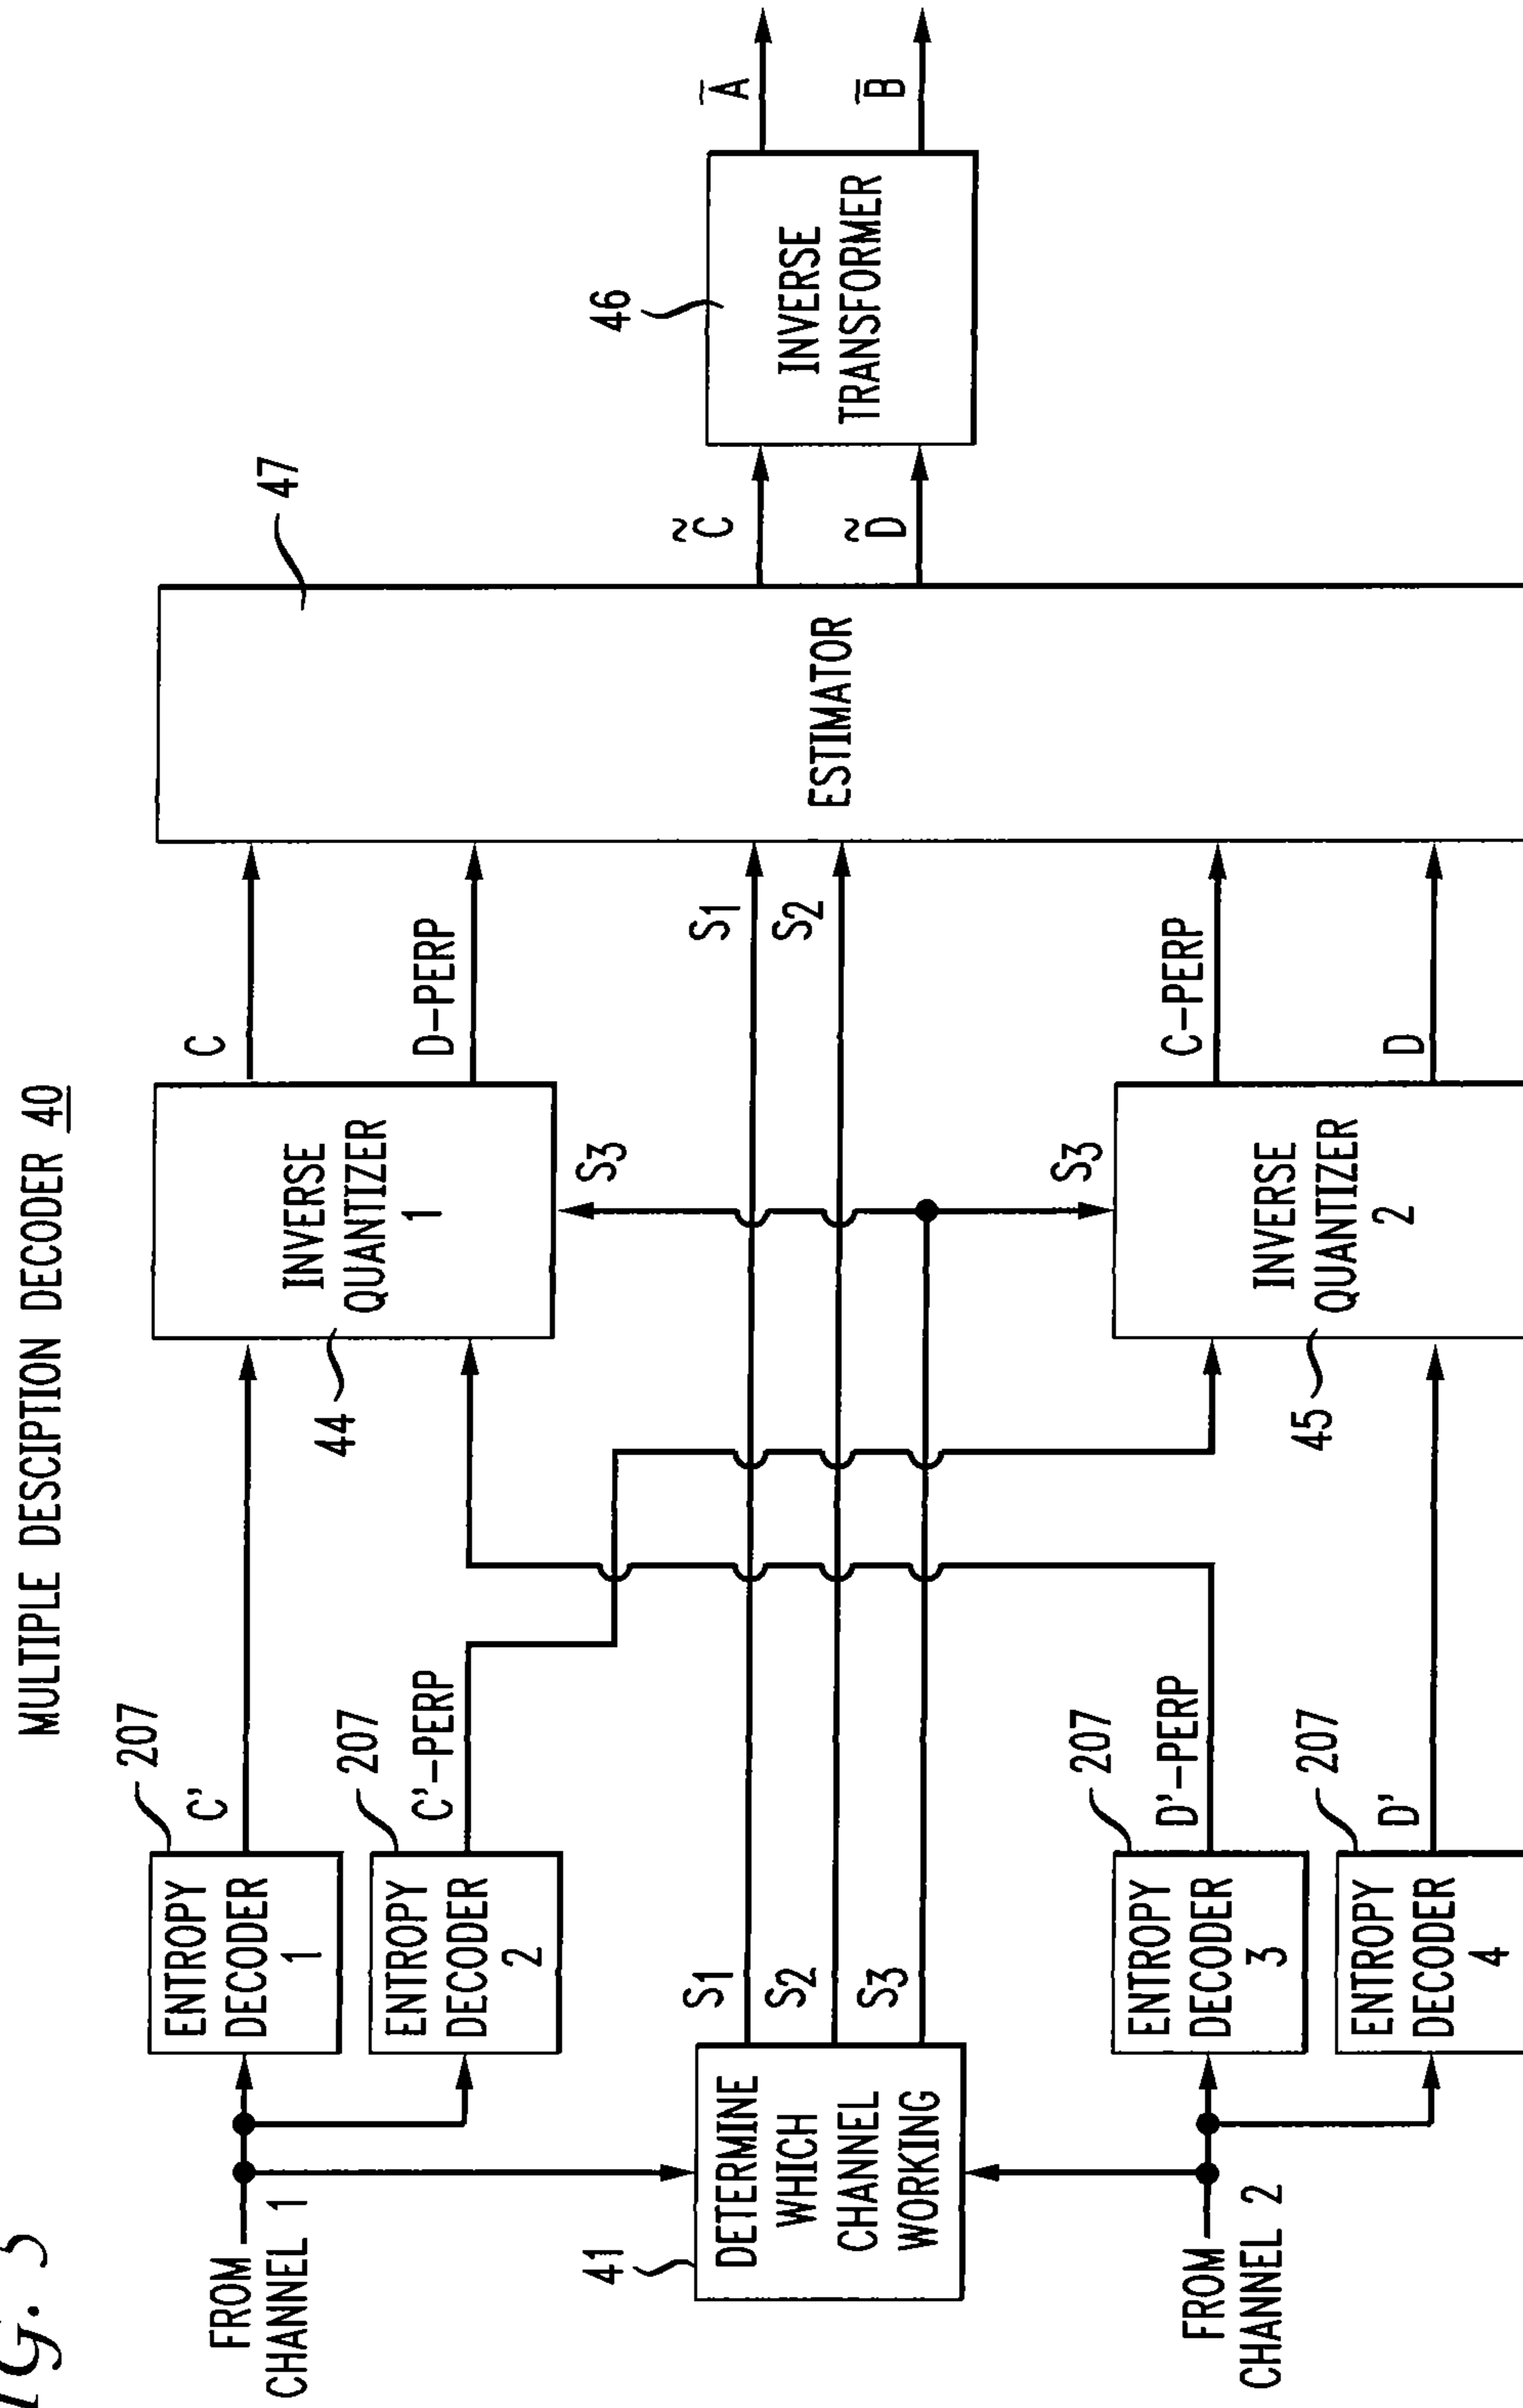 MULTIPLE DESCIPTION DECODER 40
FROM
CHANNEL 1
ENTROPY
DECODER
1
207
C'
ENTROPY
DECODER
2
207
C'-PERP
41
DETERMINE
WHICH
CHANNEL
WORKING
S1
S2
S3
FROM
CHANNEL 2
ENTROPY
DECODER
3
207
D'-PERP
ENTROPY
DECODER
4
207
D'
44
INVERSE
QUANTIZER
1
C
D-PERP
S3
S3
45
INVERSE
QUANTIZER
2
C-PERP
D
S1
S2
47
ESTIMATOR
C̃
D̃
46
INVERSE
TRANSFORMER
A̅
B̅